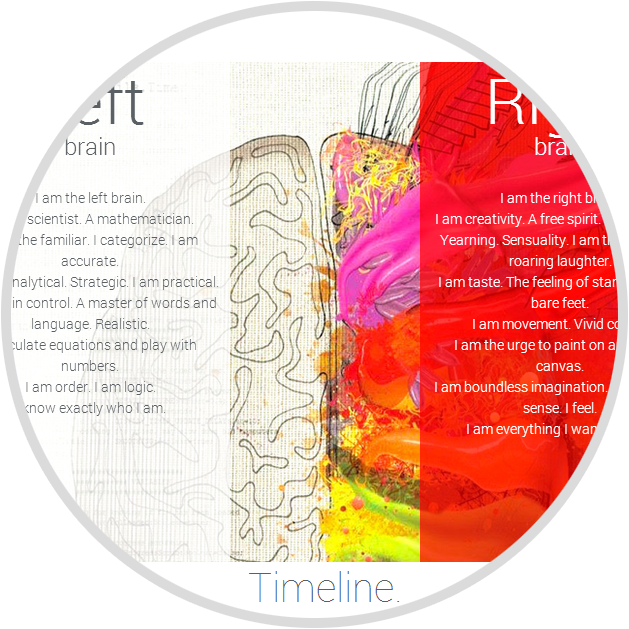 eft
brain
I am the left brain.
scientist. A mathematician.
the familiar. I categorize. I am
accurate.
nalytical. Strategic. I am practical.
in control. A master of words and
language. Realistic.
culate equations and play with
numbers.
I am order. I am logic.
know exactly who I am.
Rig
brai
I am the right br
I am creativity. A free spirit.
Yearning. Sensuality. I am t
roaring laughter.
I am taste. The feeling of
bare feet.
I am movement. Vivid co
I am the urge to paint on a
canvas.
I am boundless imagination.
sense. I feel.
I am everything I wan
Timeline.